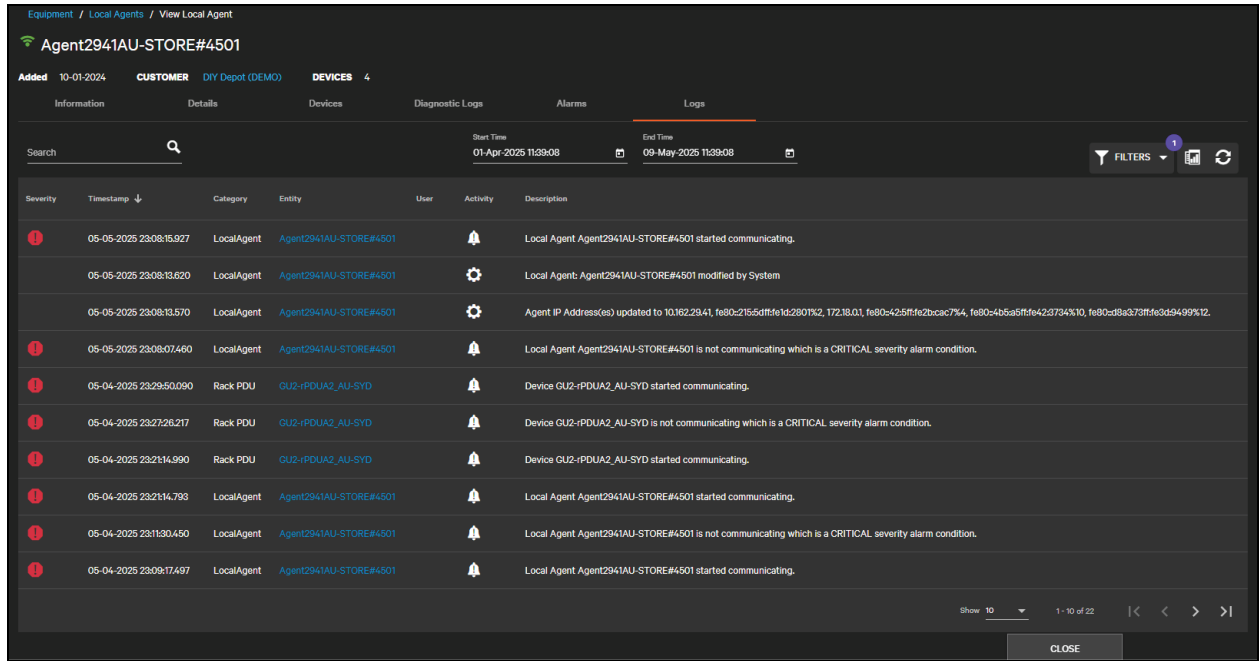 Equipment / Local Agents / View Local Agent
Agent2941AU-STORE#4501
Added 10-01-2024 CUSTOMER DIY Depot (DEMO) DEVICES 4
Information Details Devices Diagnostic Logs Alarms Logs
Start Time End Time
Search 01-Apr-2025 11:39:08 09-May-2025 11:39:08 FILTERS 1
Severity Timestamp Category Entity User Activity Description
05-05-2025 23:08:15.927 LocalAgent Agent2941AU-STORE#4501 Local Agent Agent2941AU-STORE#4501 started communicating.
05-05-2025 23:08:13.620 LocalAgent Agent2941AU-STORE#4501 Local Agent: Agent2941AU-STORE#4501 modified by System
05-05-2025 23:08:13.570 LocalAgent Agent2941AU-STORE#4501 Agent IP Address(es) updated to 10.162.29.41, fe80::215:5dff:fe1d:2801%2, 172.18.0.1, fe80::42:5ff:fe2b:cac7%4, fe80::4b5:a5ff:fe42:3734%10, fe80::d8a3:73ff:fe3d:9499%12.
05-05-2025 23:08:07.460 LocalAgent Agent2941AU-STORE#4501 Local Agent Agent2941AU-STORE#4501 is not communicating which is a CRITICAL severity alarm condition.
05-04-2025 23:29:50.090 Rack PDU GU2-rPDUA2_AU-SYD Device GU2-rPDUA2_AU-SYD started communicating.
05-04-2025 23:27:26.217 Rack PDU GU2-rPDUA2_AU-SYD Device GU2-rPDUA2_AU-SYD is not communicating which is a CRITICAL severity alarm condition.
05-04-2025 23:21:14.990 Rack PDU GU2-rPDUA2_AU-SYD Device GU2-rPDUA2_AU-SYD started communicating.
05-04-2025 23:21:14.793 LocalAgent Agent2941AU-STORE#4501 Local Agent Agent2941AU-STORE#4501 started communicating.
05-04-2025 23:11:30.450 LocalAgent Agent2941AU-STORE#4501 Local Agent Agent2941AU-STORE#4501 is not communicating which is a CRITICAL severity alarm condition.
05-04-2025 23:09:17.497 LocalAgent Agent2941AU-STORE#4501 Local Agent Agent2941AU-STORE#4501 started communicating.
Show 10 1 - 10 of 22
CLOSE